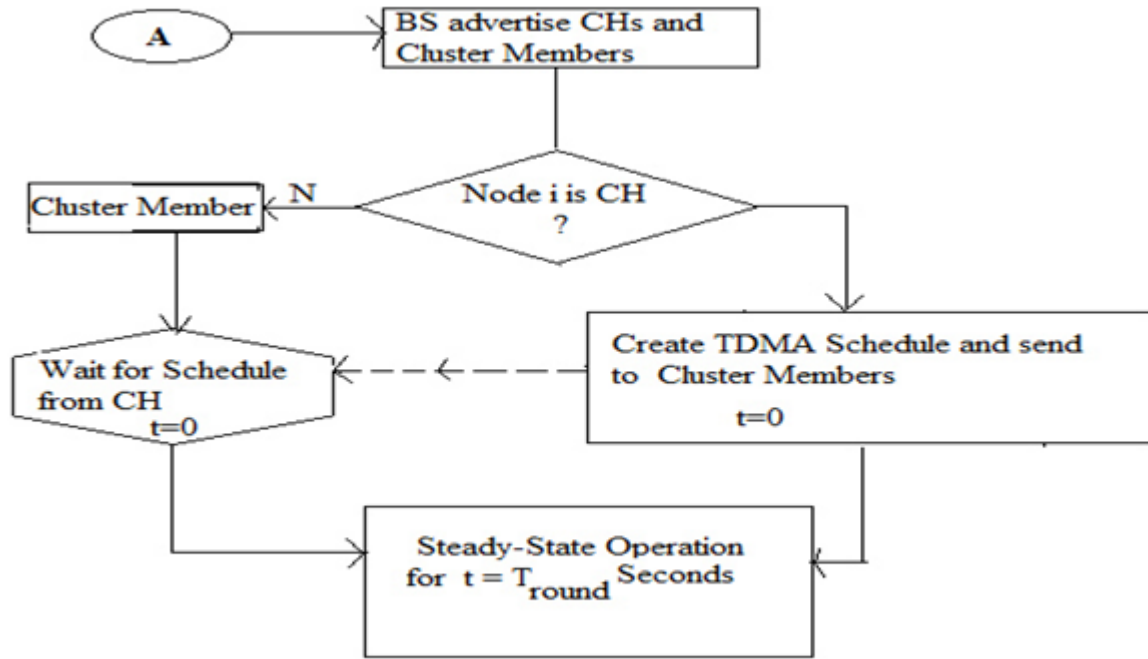 A
BS advertise CHs and
Cluster Members
Node i is CH
?
N
Cluster Member
Wait for Schedule
from CH
t=0
Create TDMA Schedule and send
to Cluster Members
t=0
Steady-State Operation
for t = Tround Seconds